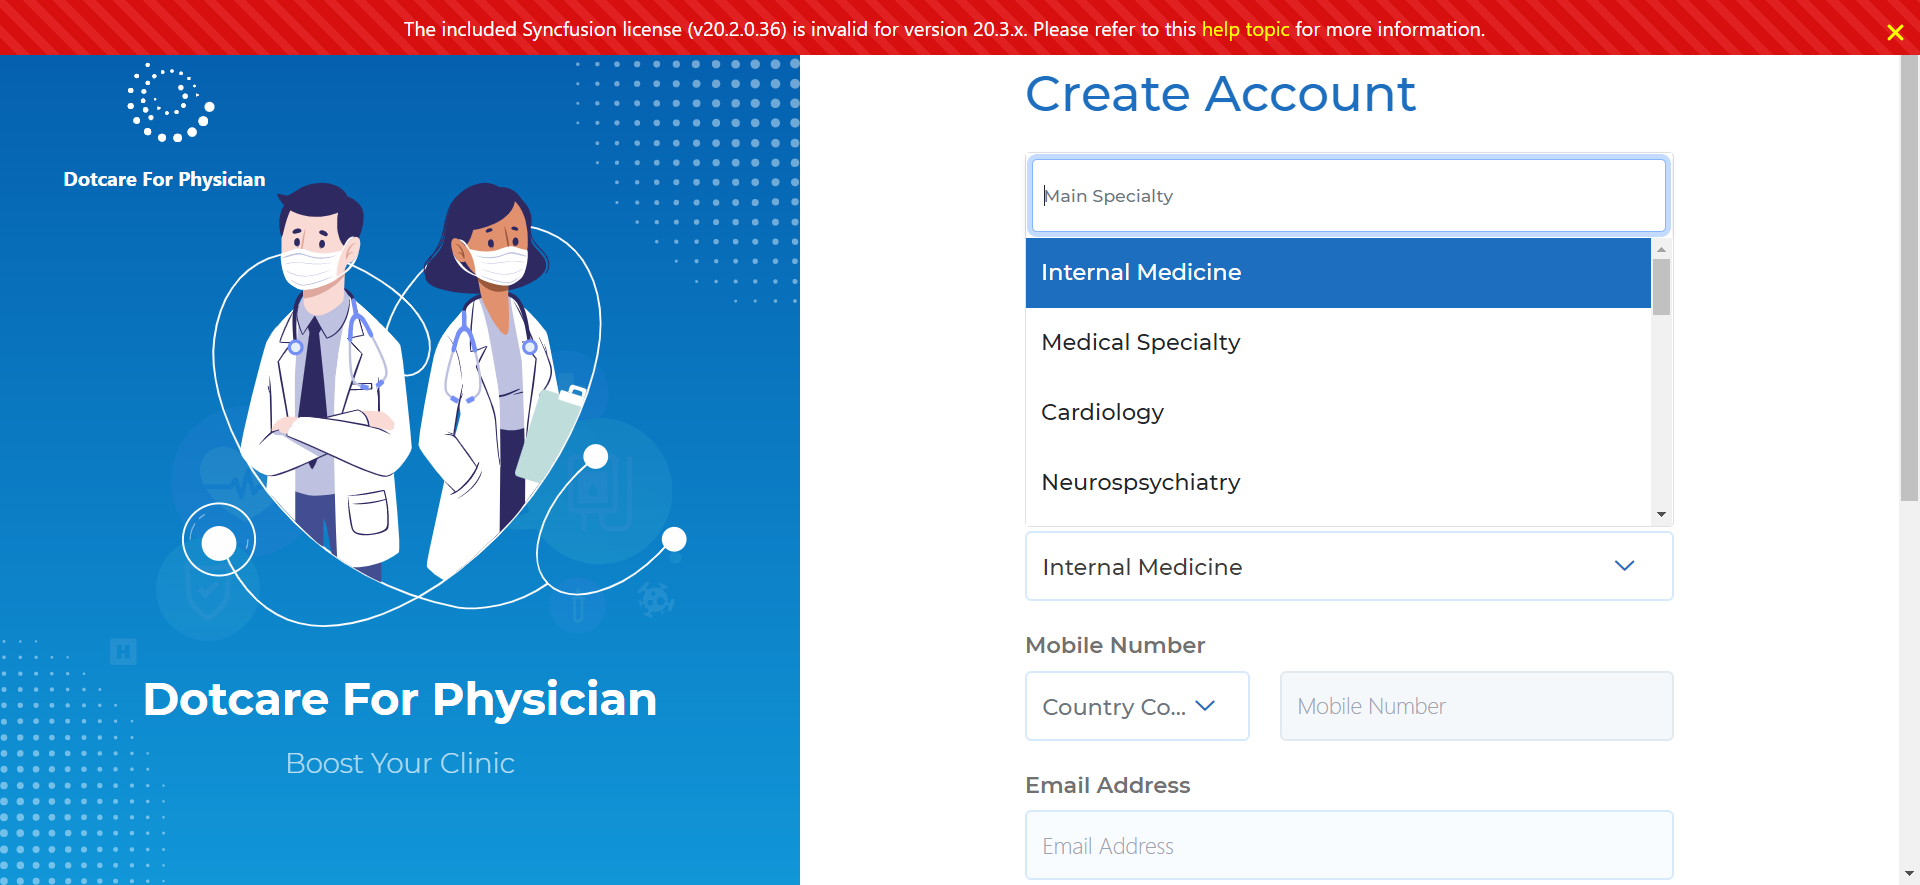 The included Syncfusion license (v20.2.0.36) is invalid for version 20.3.x. Please refer to this help topic for more information.
Dotcare For Physician
Create Account
Main Specialty
Internal Medicine
Medical Specialty
Cardiology
Neurospsychiatry
Internal Medicine
Mobile Number
Country Co...
Mobile Number
Email Address
Email Address
H
Dotcare For Physician
Boost Your Clinic